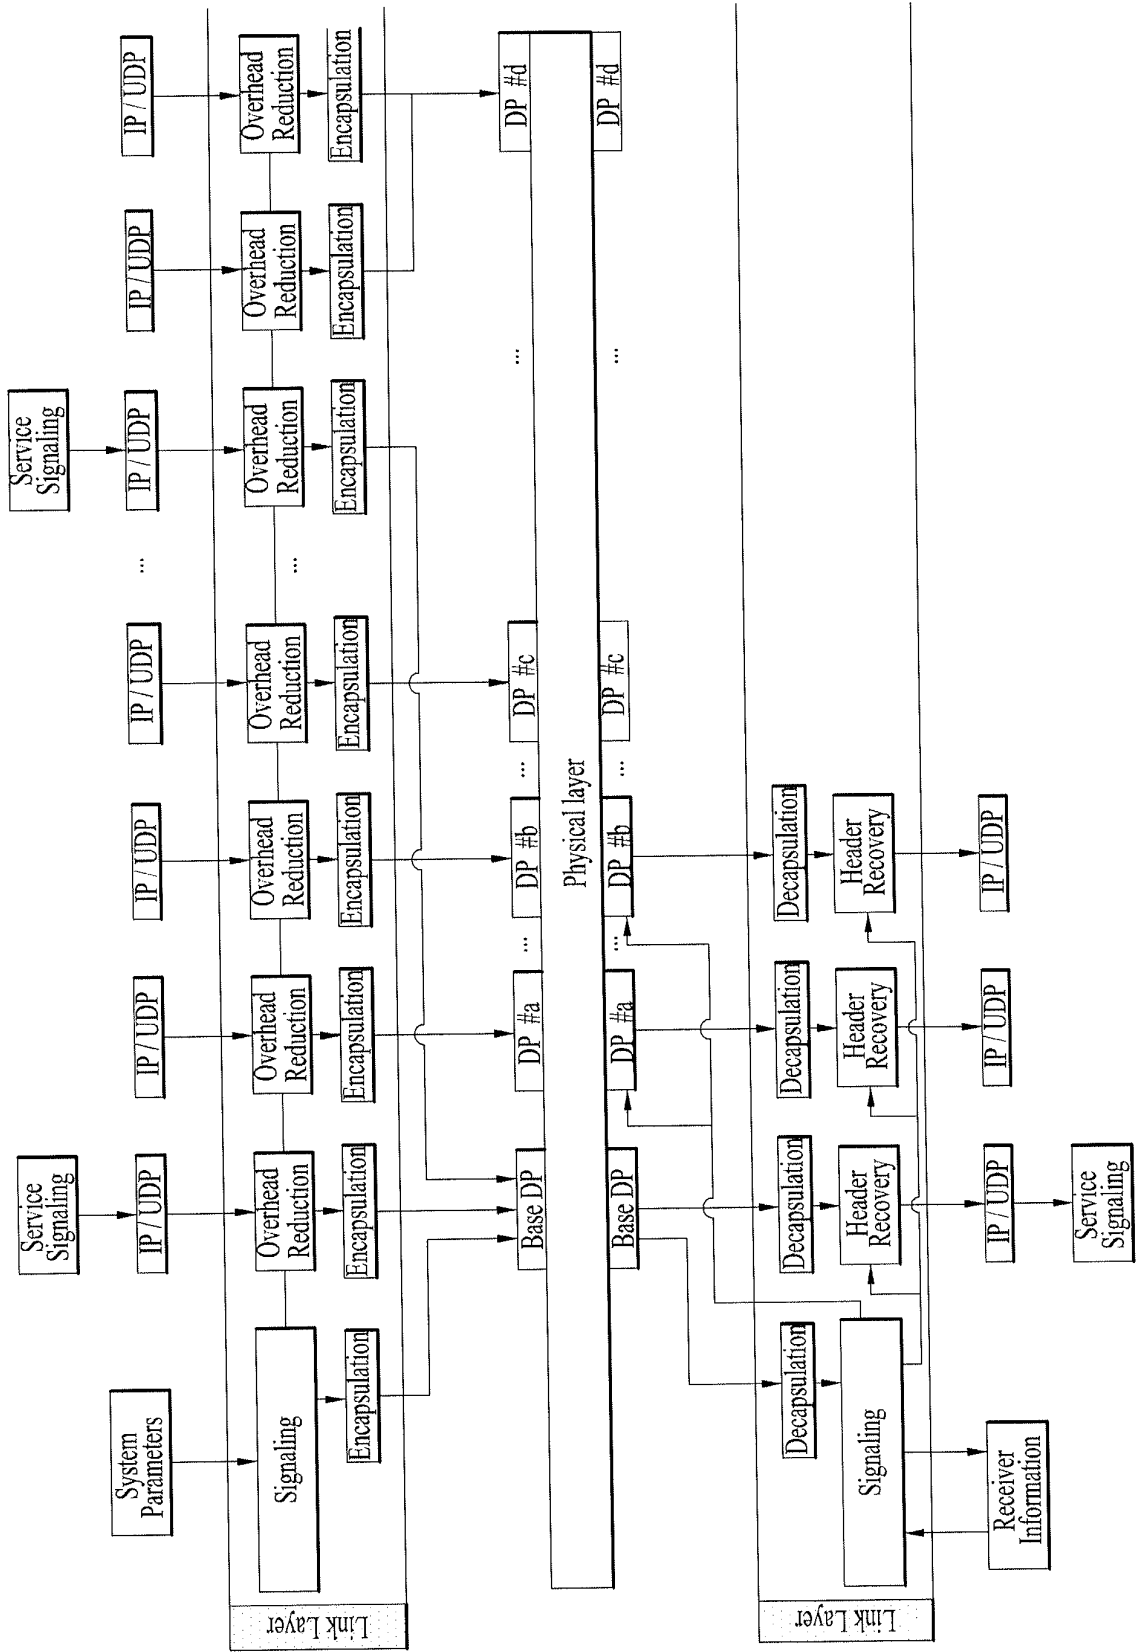 Service
Signaling
Service
Signaling
System
Parameters
IP / UDP
IP / UDP
IP / UDP
IP / UDP
...
IP / UDP
IP / UDP
IP / UDP
Link Layer
Signaling
Overhead
Reduction
Overhead
Reduction
Overhead
Reduction
Overhead
Reduction
...
Overhead
Reduction
Overhead
Reduction
Overhead
Reduction
Encapsulation
Encapsulation
Encapsulation
Encapsulation
Encapsulation
Encapsulation
Encapsulation
Encapsulation
Base DP
DP #a
...
DP #b
...
DP #c
...
DP #d
Physical layer
Base DP
DP #a
...
DP #b
...
DP #c
...
DP #d
Link Layer
Decapsulation
Decapsulation
Decapsulation
Decapsulation
Signaling
Header
Recovery
Header
Recovery
Header
Recovery
Receiver
Information
IP / UDP
IP / UDP
IP / UDP
Service
Signaling